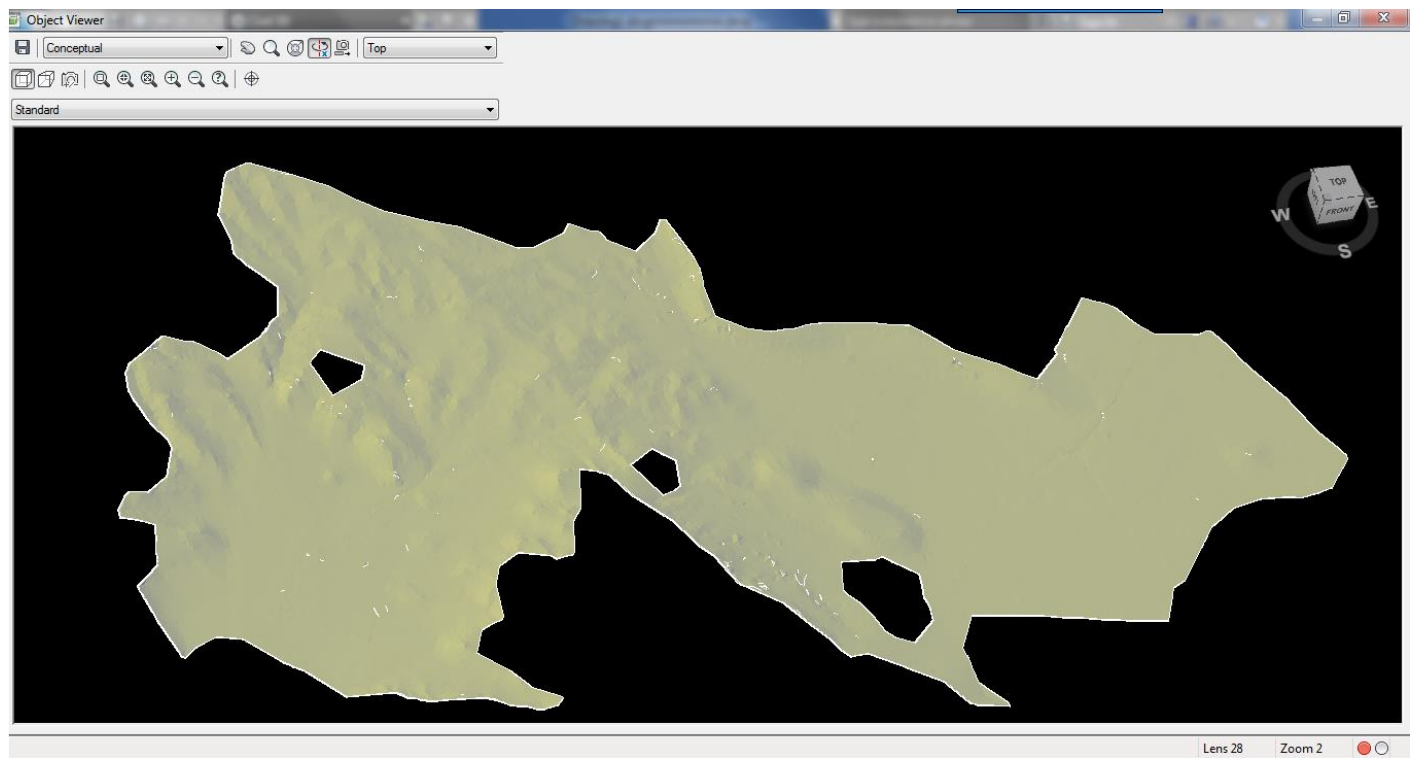 Object Viewer
Conceptual
Top
Standard
TOP
FRONT
W
E
S
Lens 28
Zoom 2